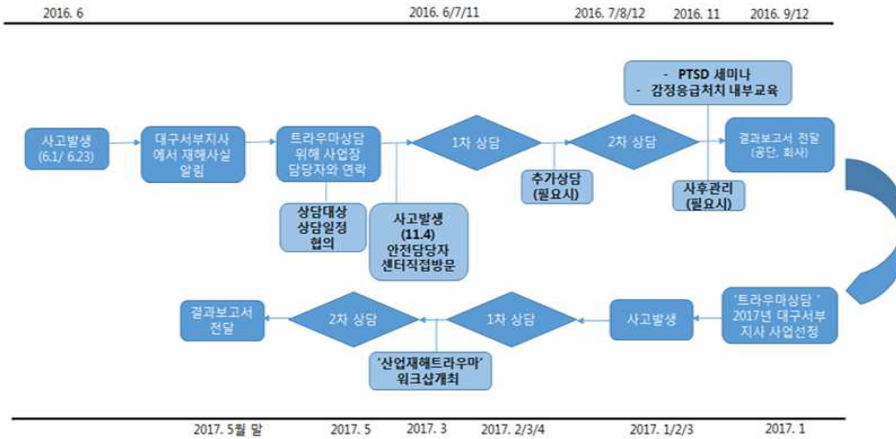 2016. 6
2016. 6/7/11
2016. 7/8/12
2016. 11
2016. 9/12
- PTSD 세미나
- 감정응급처치 내부교육
사고발생
(6.1/ 6.23)
대구서부지사
에서 재해사실
알림
트라우마상담
위해 사업장
담당자와 연락
1차 상담
2차 상담
결과보고서 전달
(공단, 회사)
상담대상
상담일정
협의
사고발생
(11.4)
안전담당자
센터직접방문
추가상담
(필요시)
사후관리
(필요시)
결과보고서
전달
2차 상담
1차 상담
사고발생
'트라우마상담 '
2017년 대구서부
지사 사업선정
'산업재해트라우마'
워크샵개최
2017. 5월 말
2017. 5
2017. 3
2017. 2/3/4
2017. 1/2/3
2017. 1